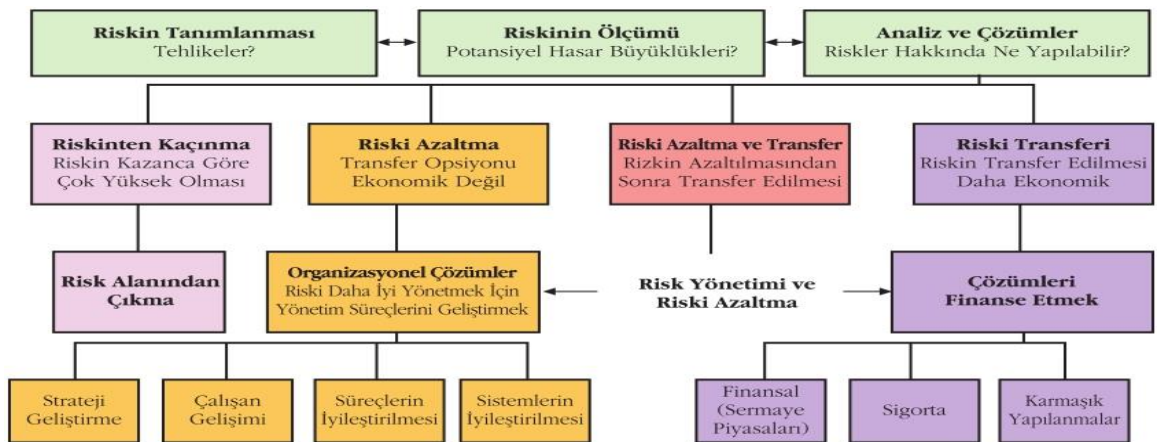 Riskin Tanımlanması
Tehlikeler?
Riskinin Ölçümü
Potansiyel Hasar Büyüklükleri?
Analiz ve Çözümler
Riskler Hakkında Ne Yapılabilir?
Riskinten Kaçınma
Riskin Kazanca Göre
Çok Yüksek Olması
Riski Azaltma
Transfer Opsiyonu
Ekonomik Değil
Riski Azaltma ve Transfer
Rizkin Azaltılmasından
Sonra Transfer Edilmesi
Riski Transferi
Riskin Transfer Edilmesi
Daha Ekonomik
Risk Alanından
Çıkma
Organizasyonel Çözümler
Riski Daha İyi Yönetmek İçin
Yönetim Süreçlerini Geliştirmek
Risk Yönetimi ve
Riski Azaltma
Çözümleri
Finanse Etmek
Strateji
Geliştirme
Çalışan
Gelişimi
Süreçlerin
İyileştirilmesi
Sistemlerin
İyileştirilmesi
Finansal
(Sermaye
Piyasaları)
Sigorta
Karmaşık
Yapılanmalar